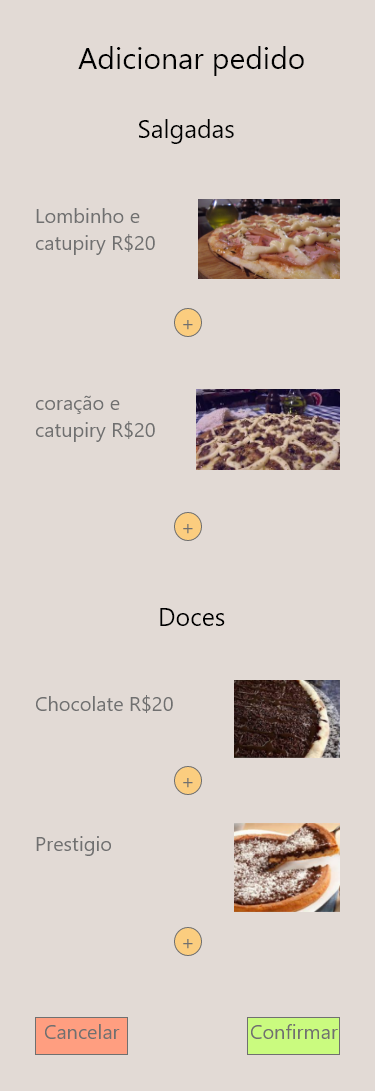 Adicionar pedido
Salgadas
Lombinho e
catupiry R$20
+
coração e
catupiry R$20
+
Doces
Chocolate R$20
+
Prestigio
+
Cancelar
Confirmar